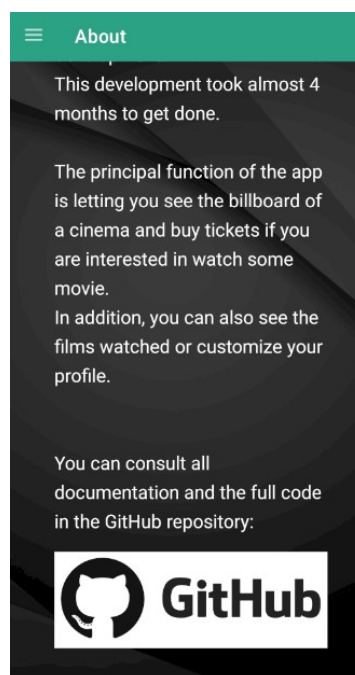 About
This development took almost 4
months to get done.
The principal function of the app
is letting you see the billboard of
a cinema and buy tickets if you
are interested in watch some
movie.
In addition, you can also see the
films watched or customize your
profile.
You can consult all
documentation and the full code
in the GitHub repository:
GitHub